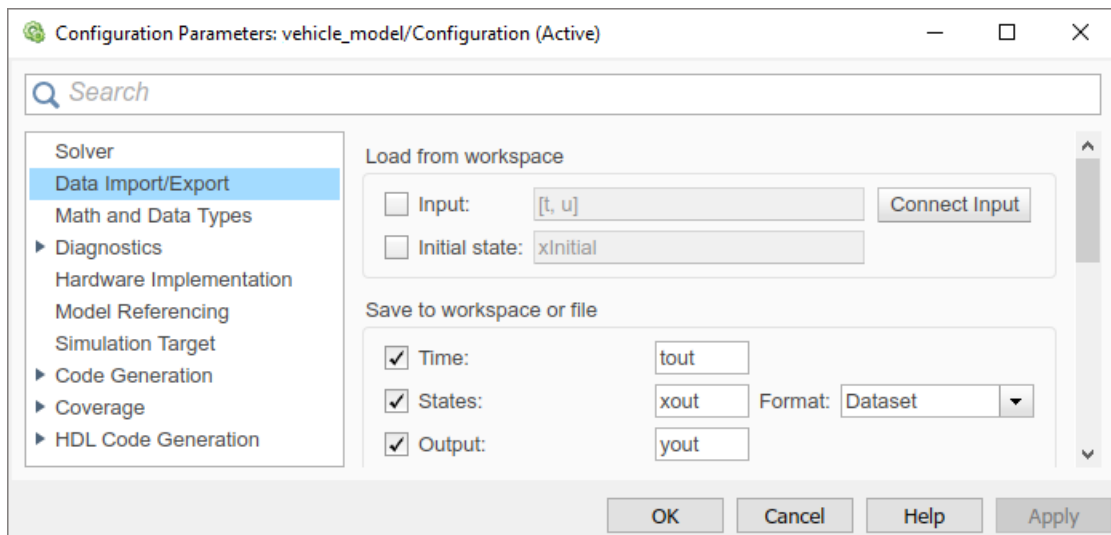 Configuration Parameters: vehicle_model/Configuration (Active)
Search
Solver
Data Import/Export
Math and Data Types
Diagnostics
Hardware Implementation
Model Referencing
Simulation Target
Code Generation
Coverage
HDL Code Generation
Load from workspace
Input: [t, u] Connect Input
Initial state: xInitial
Save to workspace or file
Time: tout
States: xout Format: Dataset
Output: yout
OK Cancel Help Apply